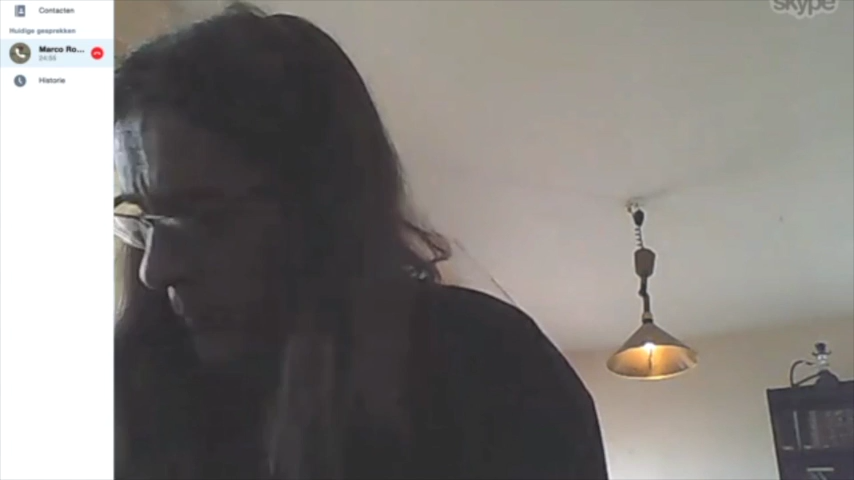 Contacten
Huidige gesprekken
Marco Ro...
Historie
skype